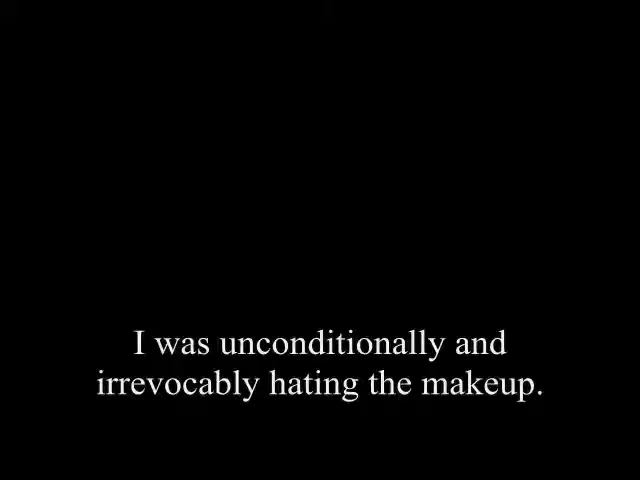 I was unconditionally and
irrevocably hating the makeup.